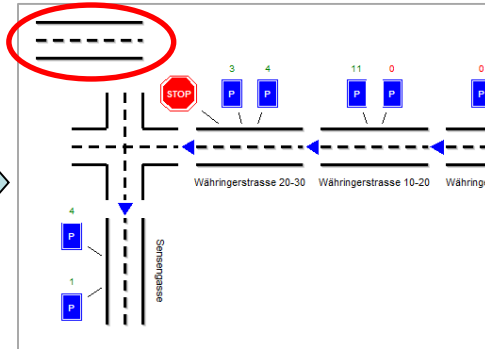 3 4 11 0 0
STOP P P P P P
Währingerstrasse 20-30 Währingerstrasse 10-20 Währing
4
P
Sensengasse
1
P